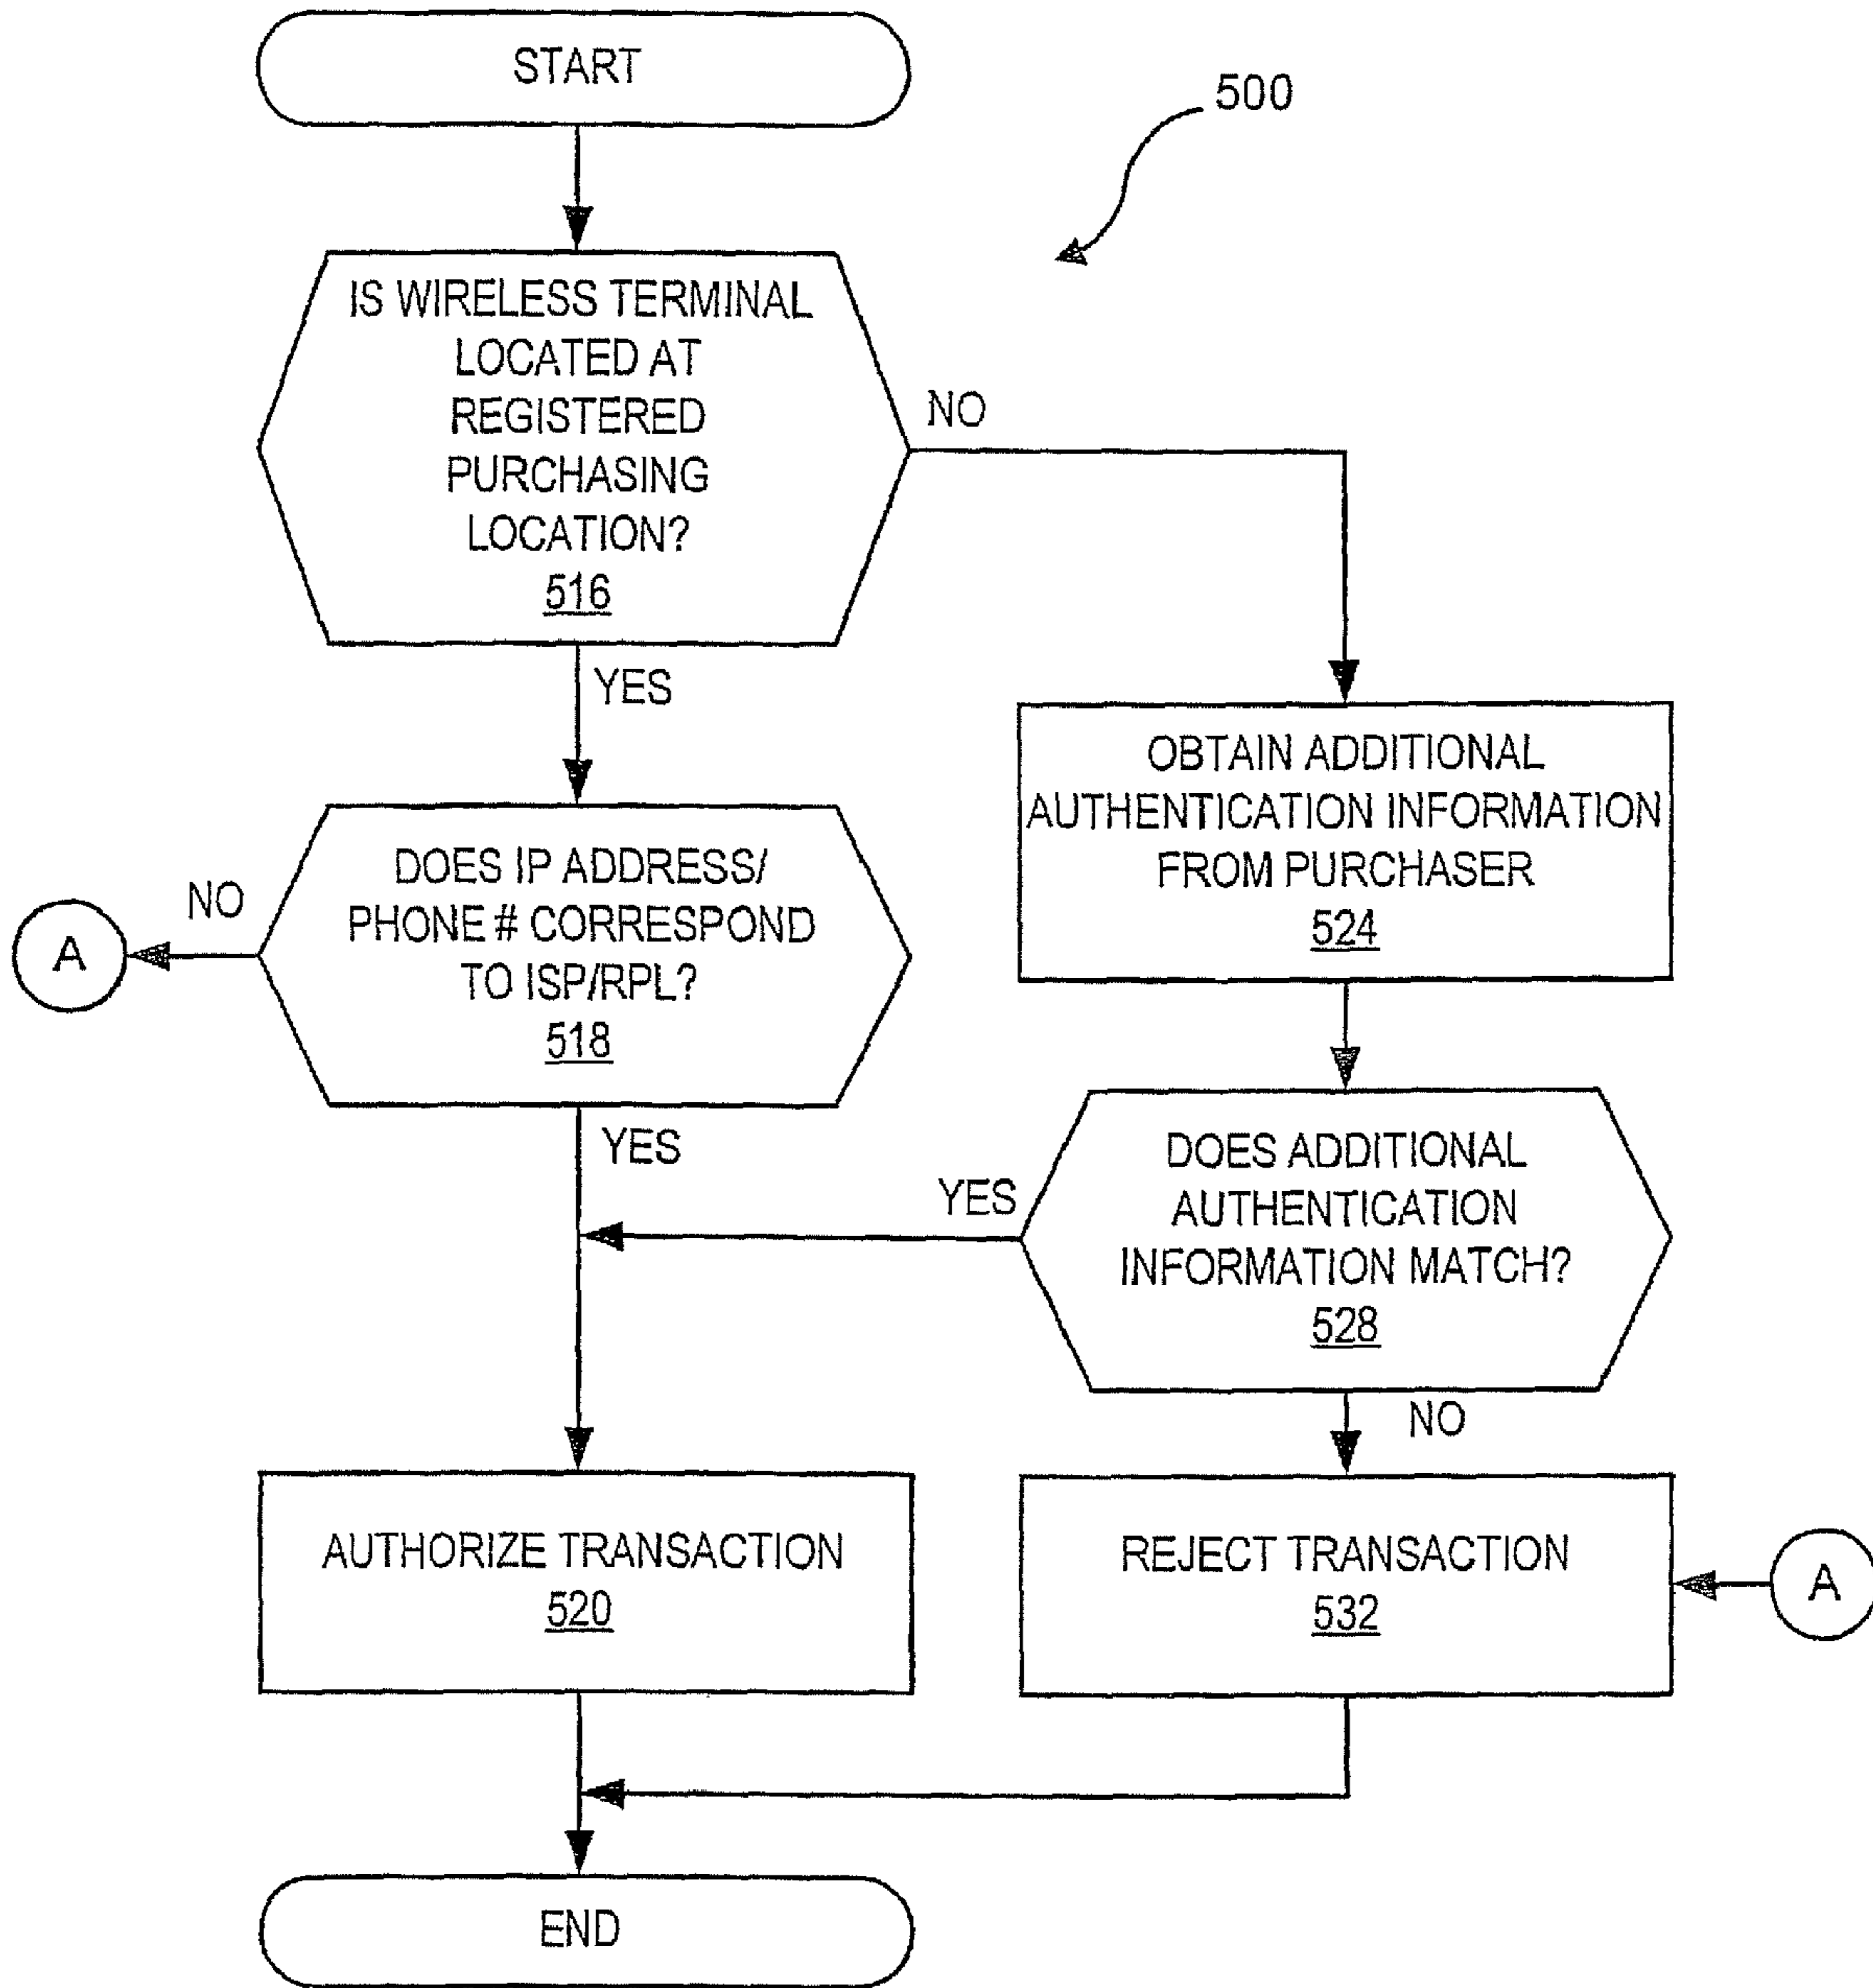 START
500
IS WIRELESS TERMINAL
LOCATED AT
REGISTERED
PURCHASING
LOCATION?
516
NO
YES
OBTAIN ADDITIONAL
AUTHENTICATION INFORMATION
FROM PURCHASER
524
DOES IP ADDRESS/
PHONE # CORRESPOND
TO ISP/RPL?
518
NO
A
YES
DOES ADDITIONAL
AUTHENTICATION
INFORMATION MATCH?
528
YES
NO
AUTHORIZE TRANSACTION
520
REJECT TRANSACTION
532
A
END